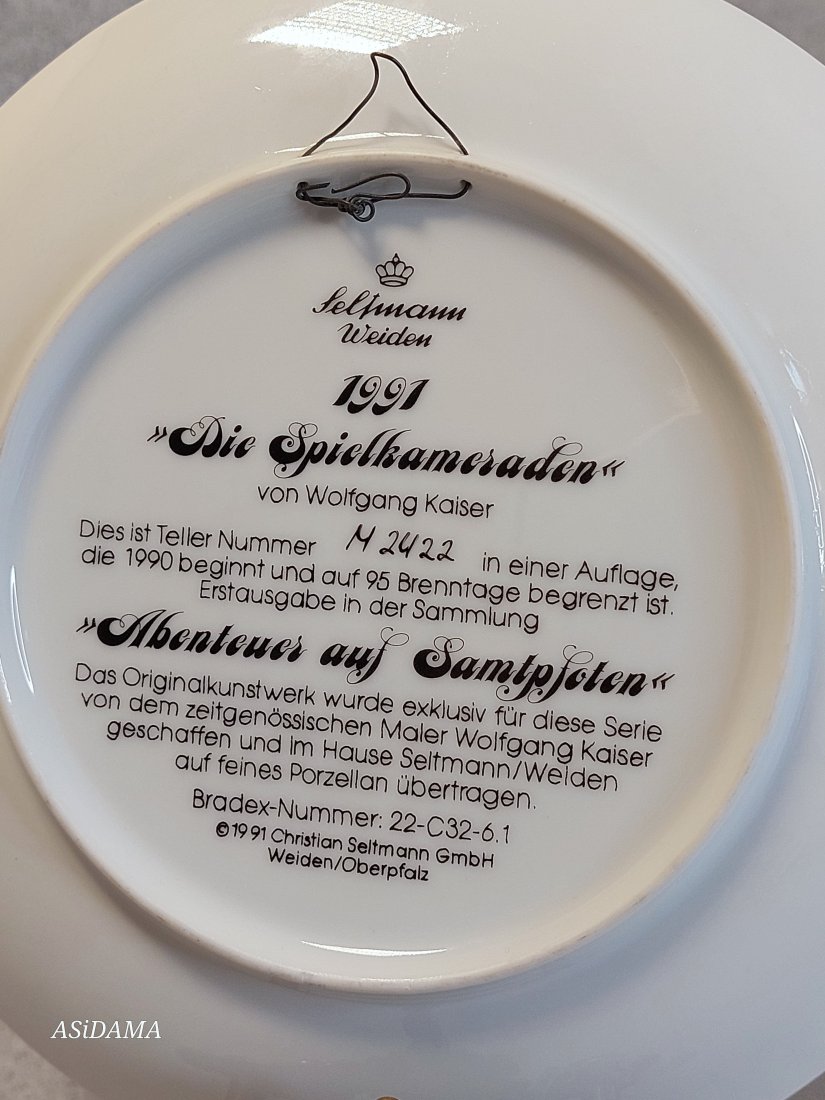 Seltmann
Weiden
1991
»Die Spielkameraden«
von Wolfgang Kaiser
Dies ist Teller Nummer M 2422 in einer Auflage,
die 1990 beginnt und auf 95 Brenntage begrenzt ist.
Erstausgabe in der Sammlung
»Abenteuer auf Samtpfoten«
Das Originalkunstwerk wurde exklusiv für diese Serie
von dem zeitgenössischen Maler Wolfgang Kaiser
geschaffen und im Hause Seltmann/Weiden
auf feines Porzellan übertragen.
Bradex-Nummer: 22-C32-6.1
©1991 Christian Seltmann GmbH
Weiden/Oberpfalz
ASiDAMA